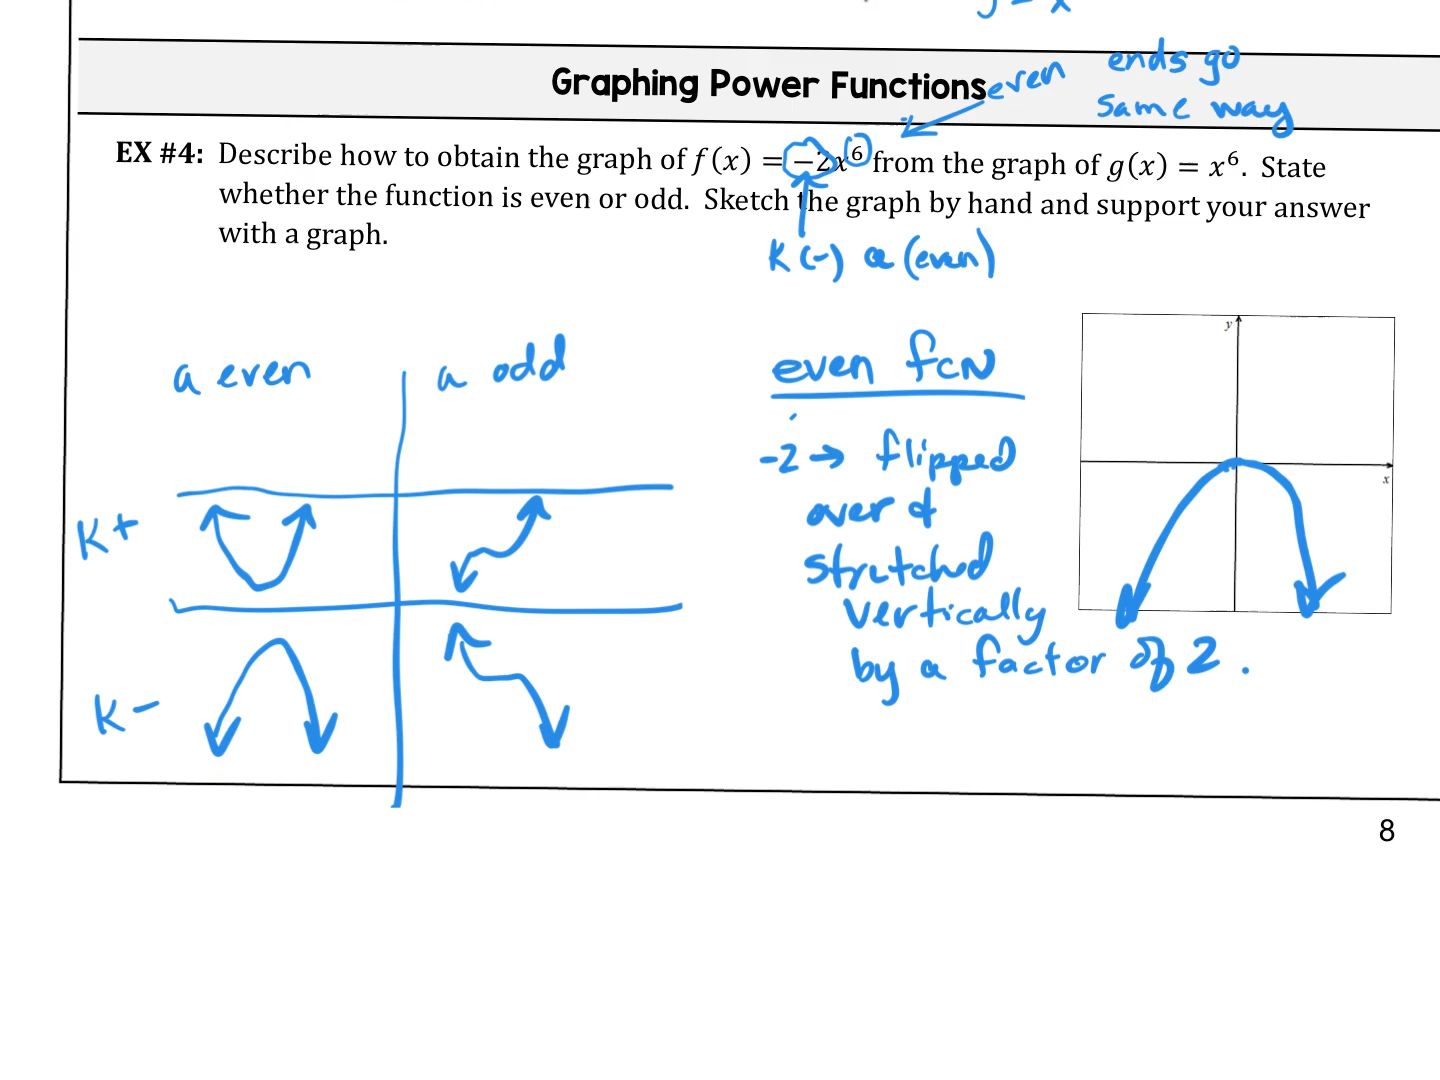 Graphing Power Functions
even
ends go
same way
EX #4: Describe how to obtain the graph of f(x) = −2x⁶ from the graph of g(x) = x⁶. State
whether the function is even or odd. Sketch the graph by hand and support your answer
with a graph.
K (-) a (even)
a even
a odd
K+
K-
even fcN
-2 → flipped
over &
stretched
vertically
by a factor of 2.
y
x
8